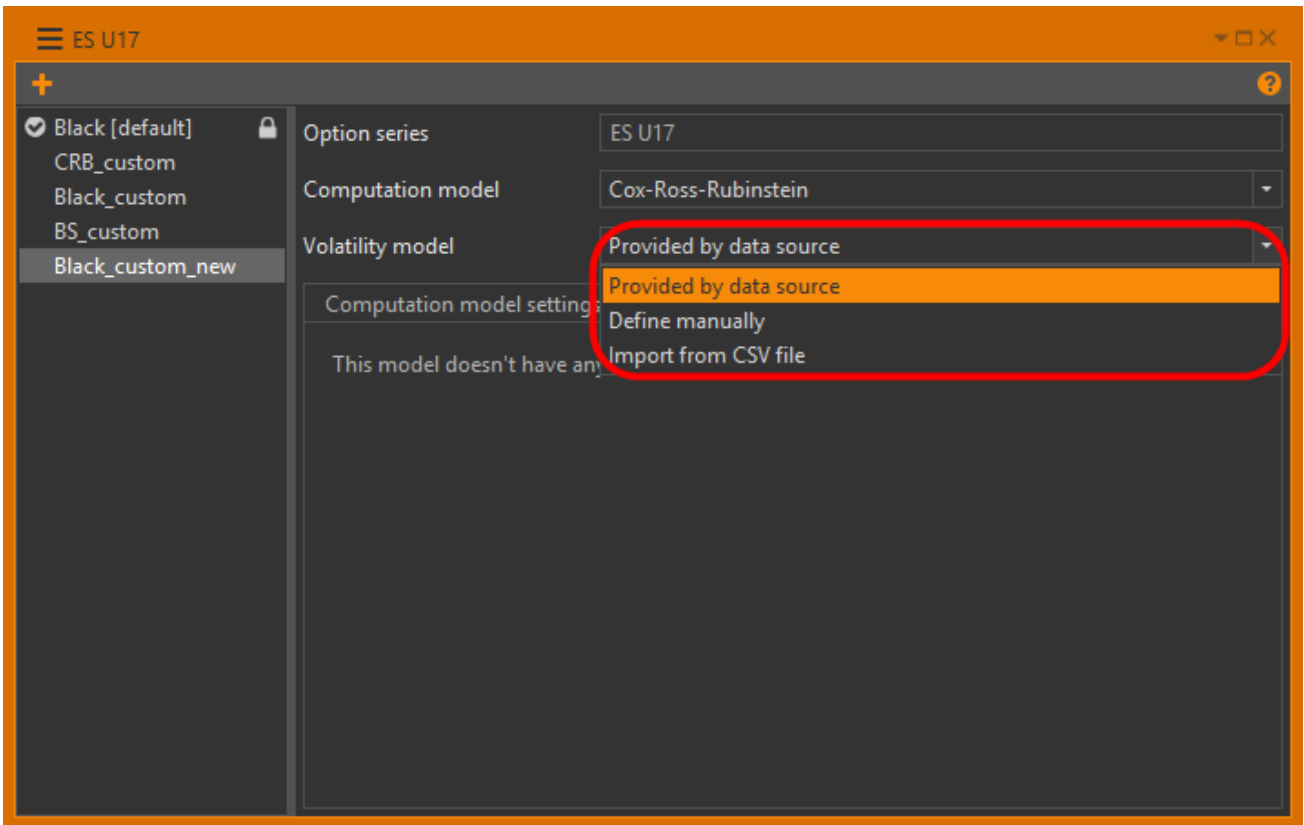 ES U17
Black [default]
CRB_custom
Black_custom
BS_custom
Black_custom_new
Option series
ES U17
Computation model
Cox-Ross-Rubinstein
Volatility model
Provided by data source
Provided by data source
Define manually
Import from CSV file
Computation model settings
This model doesn't have any